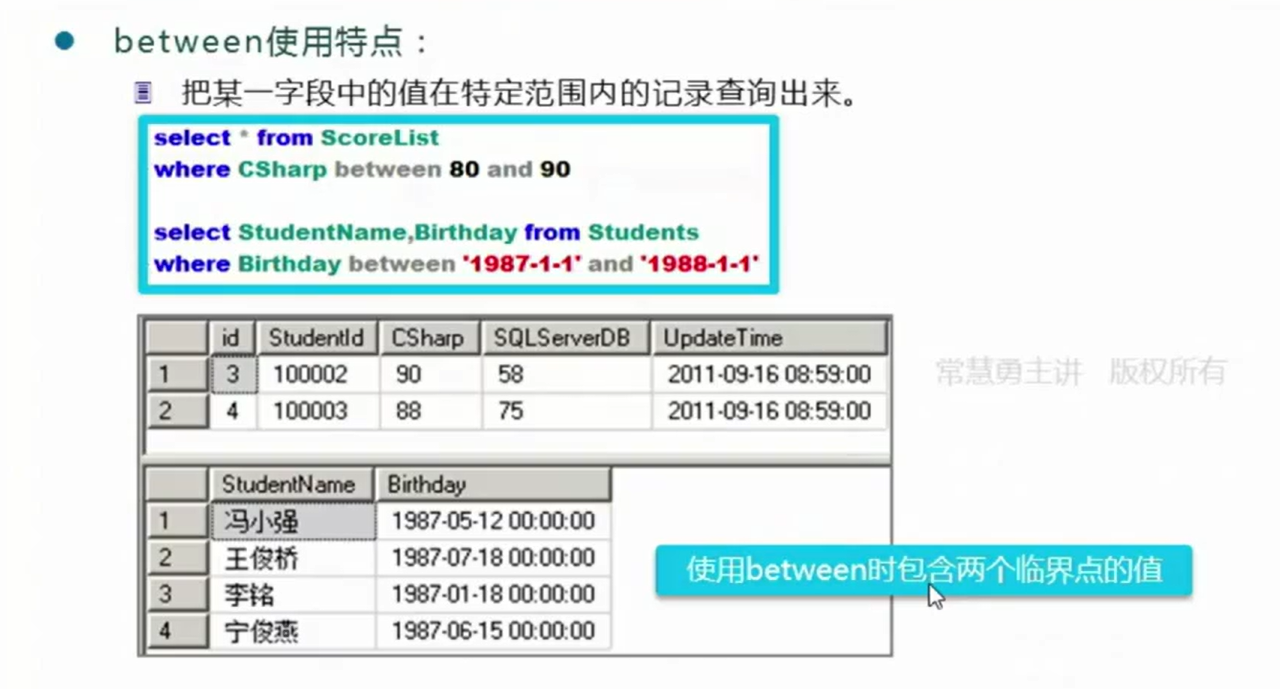 between使用特点：
把某一字段中的值在特定范围内的记录查询出来。
select * from ScoreList
where CSharp between 80 and 90
select StudentName,Birthday from Students
where Birthday between '1987-1-1' and '1988-1-1'
id StudentId CSharp SQLServerDB UpdateTime
1 3 100002 90 58 2011-09-16 08:59:00
2 4 100003 88 75 2011-09-16 08:59:00
常慧勇主讲 版权所有
StudentName Birthday
1 冯小强 1987-05-12 00:00:00
2 王俊桥 1987-07-18 00:00:00
3 李铭 1987-01-18 00:00:00
4 宁俊燕 1987-06-15 00:00:00
使用between时包含两个临界点的值